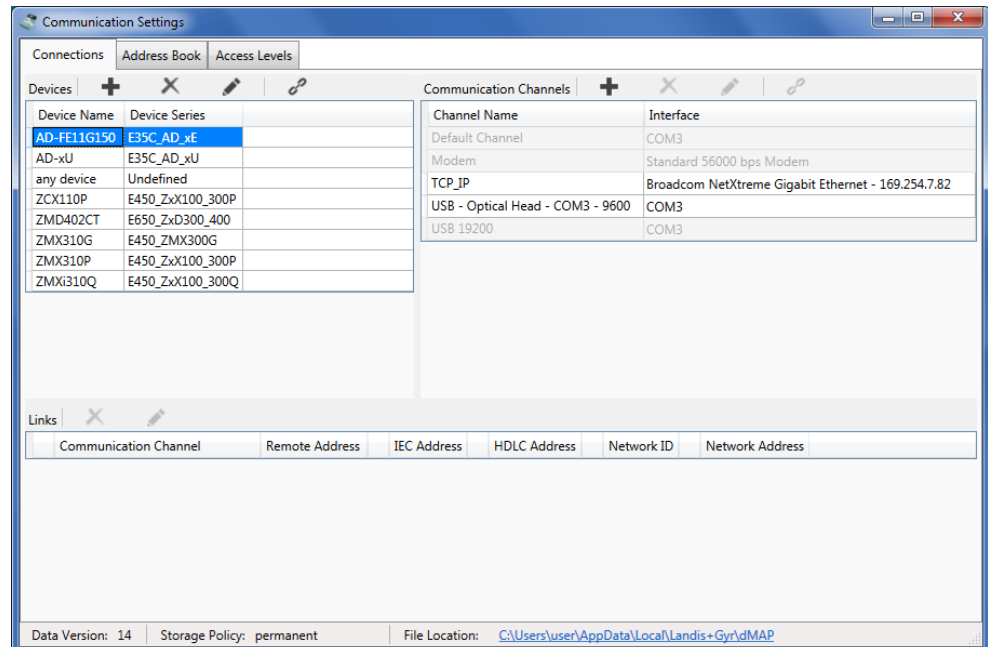 Communication Settings
Connections Address Book Access Levels
Devices
Device Name Device Series
AD-FE11G150 E35C_AD_xE
AD-xU E35C_AD_xU
any device Undefined
ZCX110P E450_ZxX100_300P
ZMD402CT E650_ZxD300_400
ZMX310G E450_ZMX300G
ZMX310P E450_ZxX100_300P
ZMXi310Q E450_ZxX100_300Q
Communication Channels
Channel Name Interface
Default Channel COM3
Modem Standard 56000 bps Modem
TCP_IP Broadcom NetXtreme Gigabit Ethernet - 169.254.7.82
USB - Optical Head - COM3 - 9600 COM3
USB 19200 COM3
Links
Communication Channel Remote Address IEC Address HDLC Address Network ID Network Address
Data Version: 14 Storage Policy: permanent File Location: C:\Users\user\AppData\Local\Landis+Gyr\dMAP